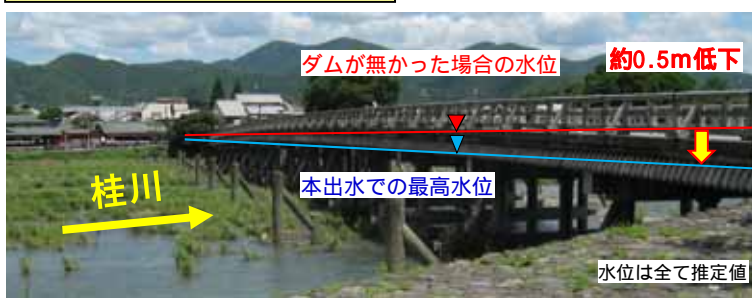 ダムが無かった場合の水位
約0.5m低下
本出水での最高水位
桂川
水位は全て推定値